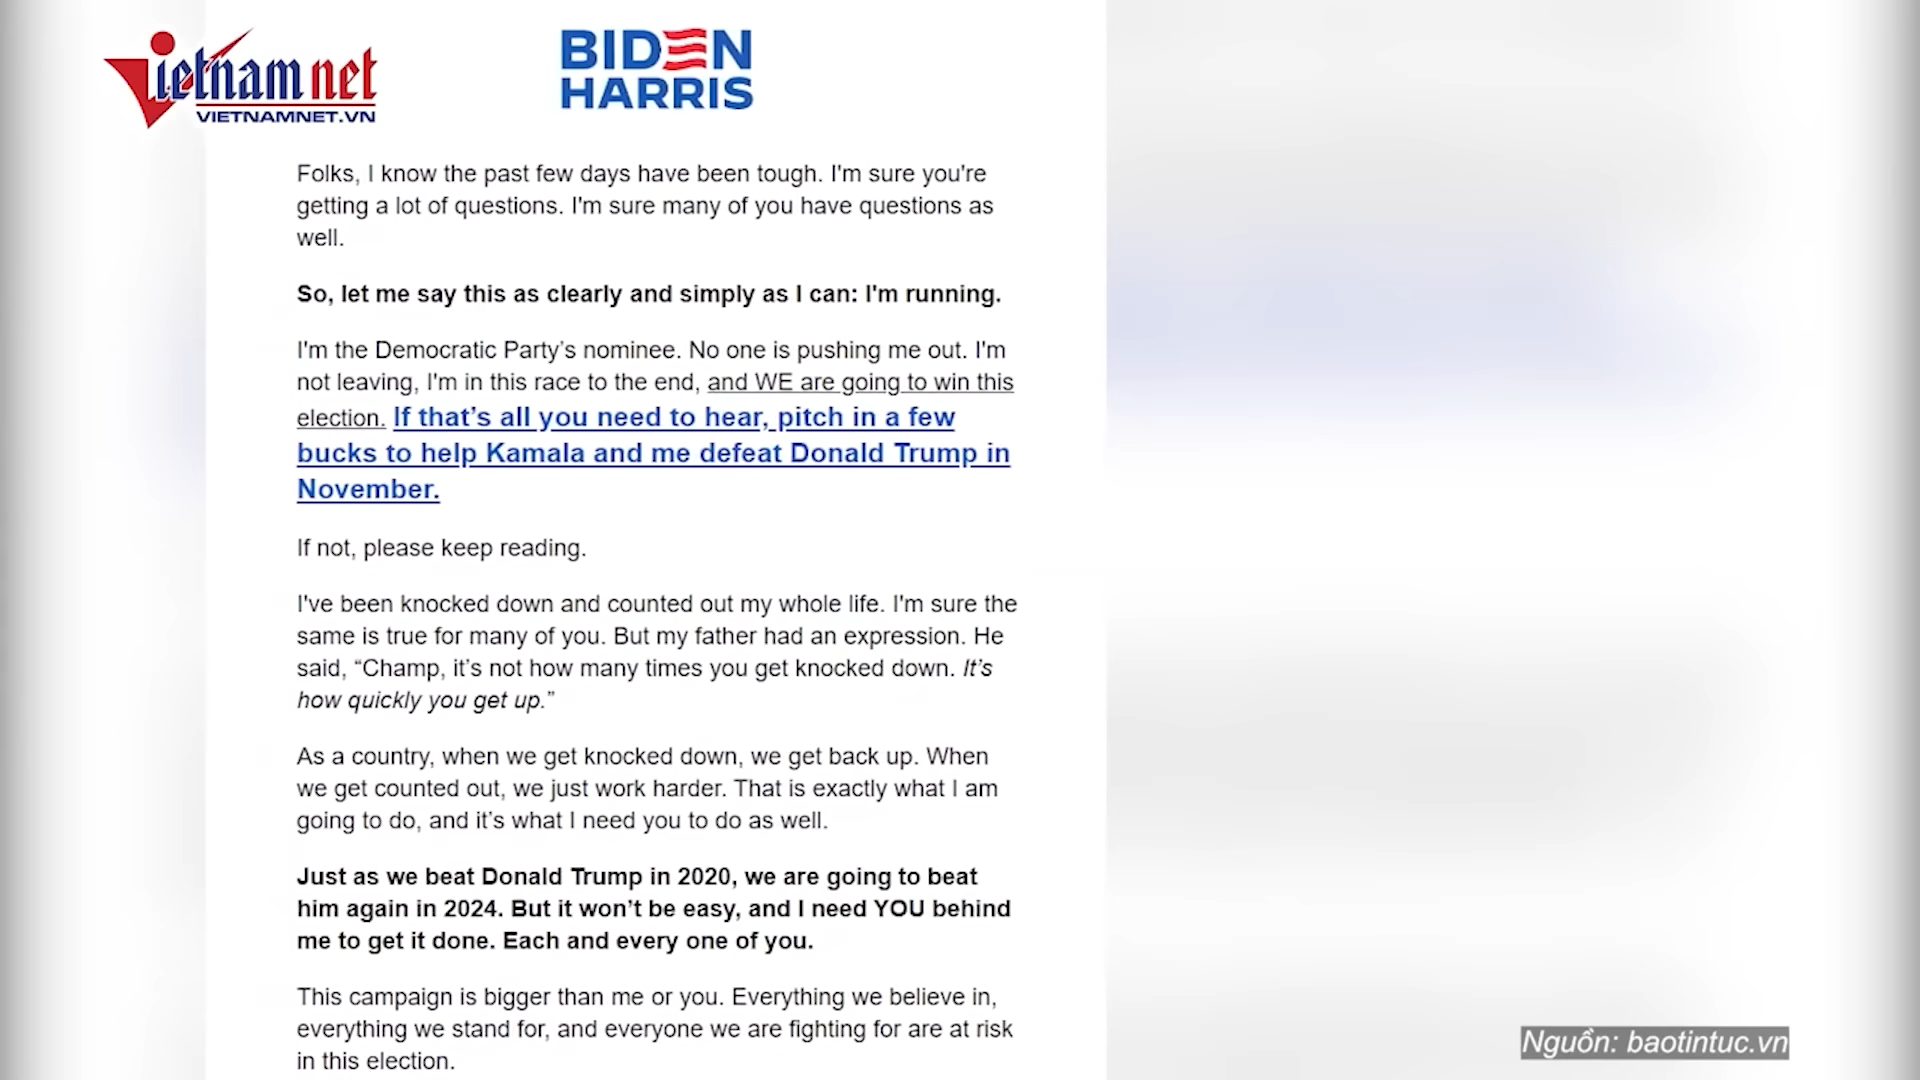 Vietnamnet
VIETNAMNET.VN
BIDEN
HARRIS
Folks, I know the past few days have been tough. I'm sure you're
getting a lot of questions. I'm sure many of you have questions as
well.
So, let me say this as clearly and simply as I can: I'm running.
I'm the Democratic Party’s nominee. No one is pushing me out. I'm
not leaving, I'm in this race to the end, and WE are going to win this
election. If that’s all you need to hear, pitch in a few
bucks to help Kamala and me defeat Donald Trump in
November.
If not, please keep reading.
I've been knocked down and counted out my whole life. I'm sure the
same is true for many of you. But my father had an expression. He
said, “Champ, it’s not how many times you get knocked down. It’s
how quickly you get up.”
As a country, when we get knocked down, we get back up. When
we get counted out, we just work harder. That is exactly what I am
going to do, and it’s what I need you to do as well.
Just as we beat Donald Trump in 2020, we are going to beat
him again in 2024. But it won’t be easy, and I need YOU behind
me to get it done. Each and every one of you.
This campaign is bigger than me or you. Everything we believe in,
everything we stand for, and everyone we are fighting for are at risk
in this election.
Nguồn: baotintuc.vn